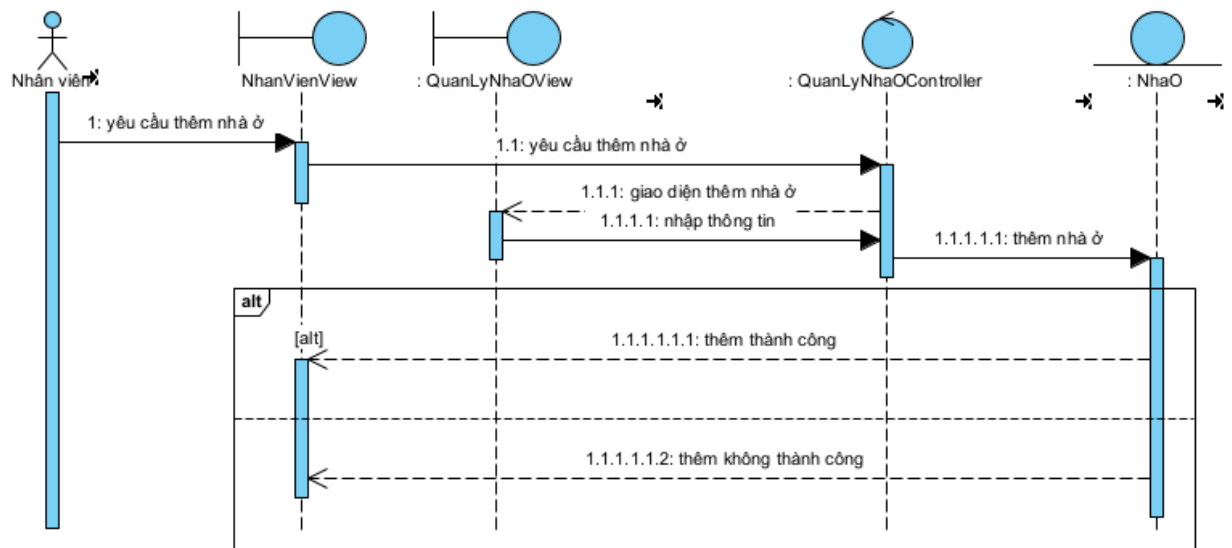 Nhân viên
NhanVienView
: QuanLyNhaOView
: QuanLyNhaOController
: NhaO
1: yêu cầu thêm nhà ở
1.1: yêu cầu thêm nhà ở
1.1.1: giao diện thêm nhà ở
1.1.1.1: nhập thông tin
1.1.1.1.1: thêm nhà ở
alt
[alt]
1.1.1.1.1.1: thêm thành công
1.1.1.1.1.2: thêm không thành công